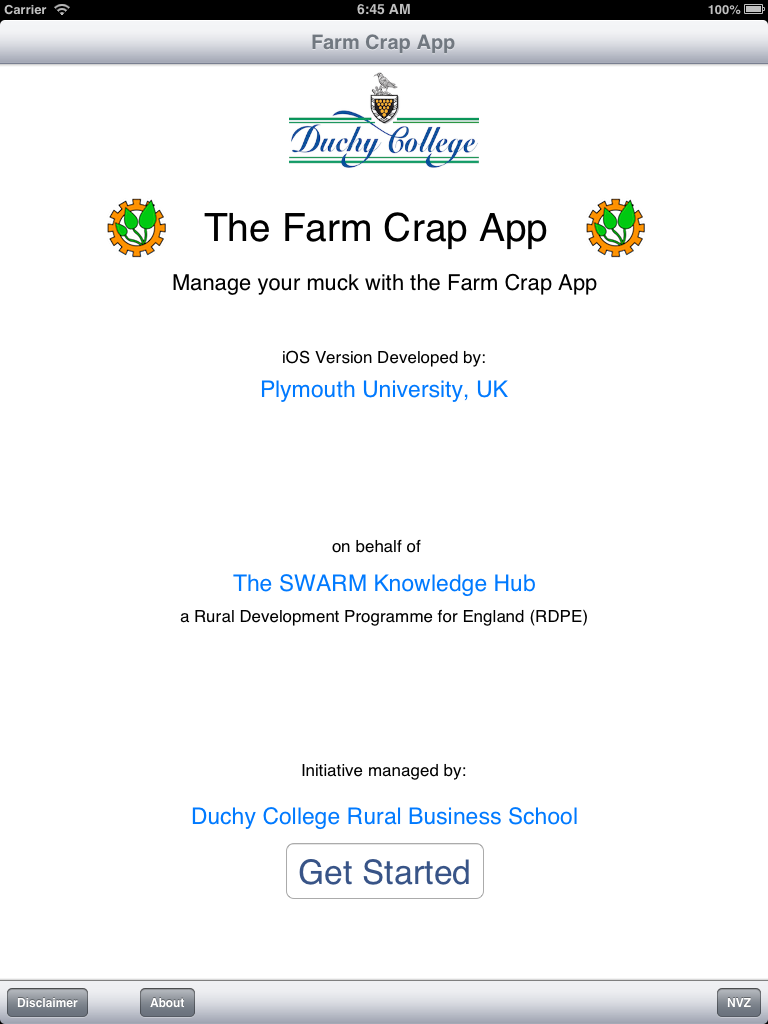 Carrier 6:45 AM 100%
Farm Crap App
Duchy College
The Farm Crap App
Manage your muck with the Farm Crap App
iOS Version Developed by:
Plymouth University, UK
on behalf of
The SWARM Knowledge Hub
a Rural Development Programme for England (RDPE)
Initiative managed by:
Duchy College Rural Business School
Get Started
Disclaimer About NVZ